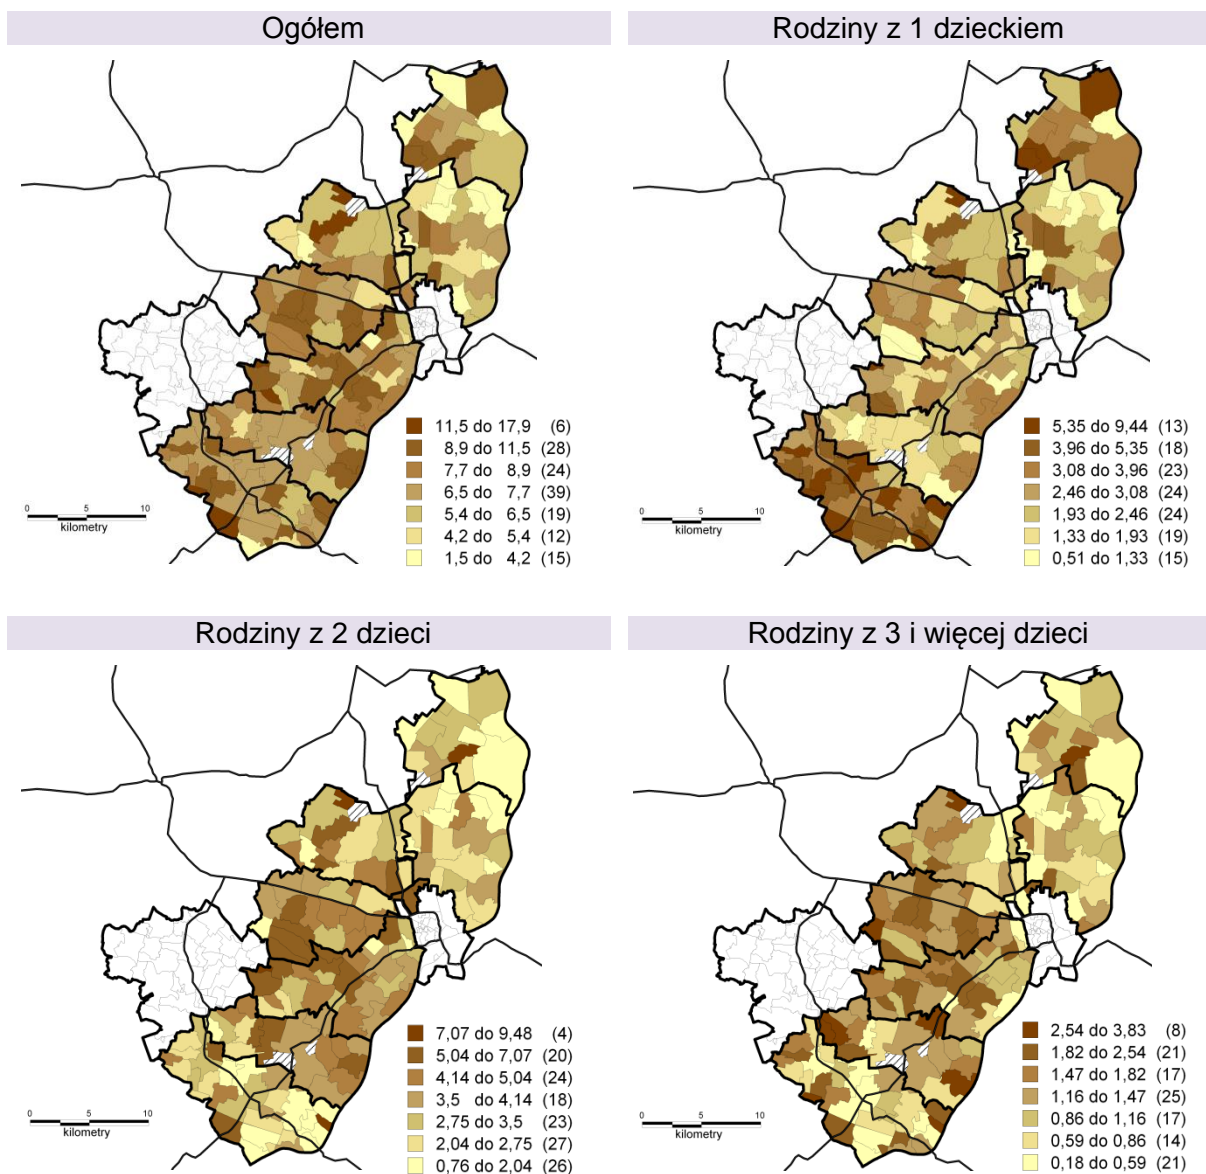 Ogółem
Rodziny z 1 dzieckiem
11,5 do 17,9 (6)
8,9 do 11,5 (28)
7,7 do 8,9 (24)
6,5 do 7,7 (39)
5,4 do 6,5 (19)
4,2 do 5,4 (12)
1,5 do 4,2 (15)
0 5 10
kilometry
5,35 do 9,44 (13)
3,96 do 5,35 (18)
3,08 do 3,96 (23)
2,46 do 3,08 (24)
1,93 do 2,46 (24)
1,33 do 1,93 (19)
0,51 do 1,33 (15)
0 5 10
kilometry
Rodziny z 2 dzieci
Rodziny z 3 i więcej dzieci
7,07 do 9,48 (4)
5,04 do 7,07 (20)
4,14 do 5,04 (24)
3,5 do 4,14 (18)
2,75 do 3,5 (23)
2,04 do 2,75 (27)
0,76 do 2,04 (26)
0 5 10
kilometry
2,54 do 3,83 (8)
1,82 do 2,54 (21)
1,47 do 1,82 (17)
1,16 do 1,47 (25)
0,86 do 1,16 (17)
0,59 do 0,86 (14)
0,18 do 0,59 (21)
0 5 10
kilometry